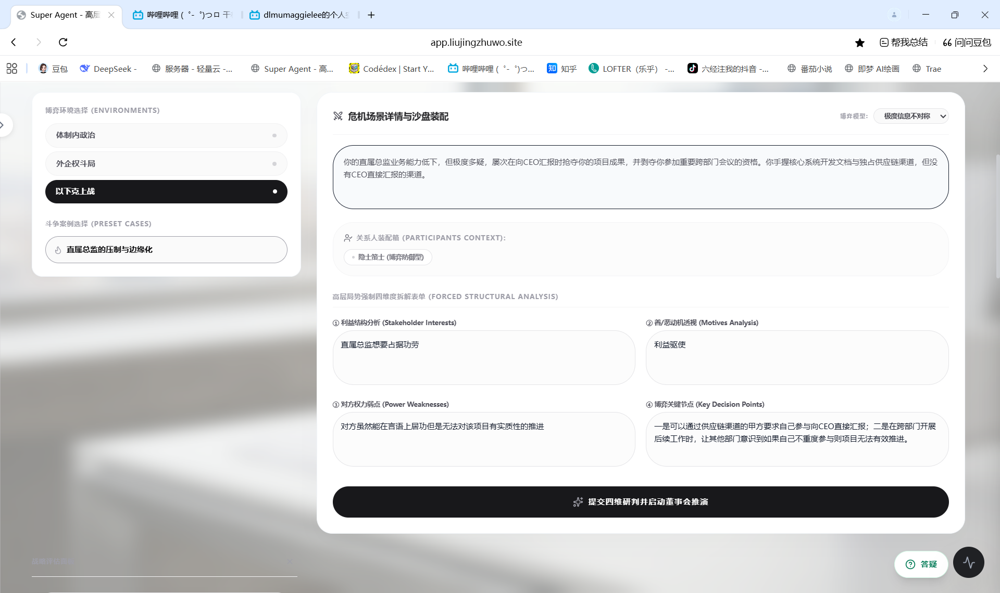 Super Agent - 高层
哔哩哔哩 (゜-゜)つロ 干
dlmumaggielee的个人
app.liujingzhuwo.site
帮我总结
问问豆包
豆包
DeepSeek -
服务器 - 轻量云 -...
Super Agent - 高...
Codédex | Start Y...
哔哩哔哩 (゜-゜)つ...
知乎
LOFTER（乐乎） -...
六经注我的抖音 -...
番茄小说
即梦 AI绘画
Trae
博弈环境选择 (ENVIRONMENTS)
体制内政治
外企权斗局
以下克上战
斗争案例选择 (PRESET CASES)
直属总监的压制与边缘化
危机场景详情与沙盘装配
博弈模型:
极度信息不对称
你的直属总监业务能力低下，但极度多疑，屡次在向CEO汇报时抢夺你的项目成果，并剥夺你参加重要跨部门会议的资格。你手握核心系统开发文档与独占供应链渠道，但没
有CEO直接汇报的渠道。
关系人装配箱 (PARTICIPANTS CONTEXT):
隐士策士 (博弈防御型)
高层局势强制四维度拆解表单 (FORCED STRUCTURAL ANALYSIS)
① 利益结构分析 (Stakeholder Interests)
直属总监想要占据功劳
② 善/恶动机透视 (Motives Analysis)
利益驱使
③ 对方权力弱点 (Power Weaknesses)
对方虽然能在言语上居功但是无法对该项目有实质性的推进
④ 博弈关键节点 (Key Decision Points)
一是可以通过供应链渠道的甲方要求自己参与向CEO直接汇报；二是在跨部门开展
后续工作时，让其他部门意识到如果自己不重度参与则项目无法有效推进。
提交四维研判并启动董事会推演
答疑